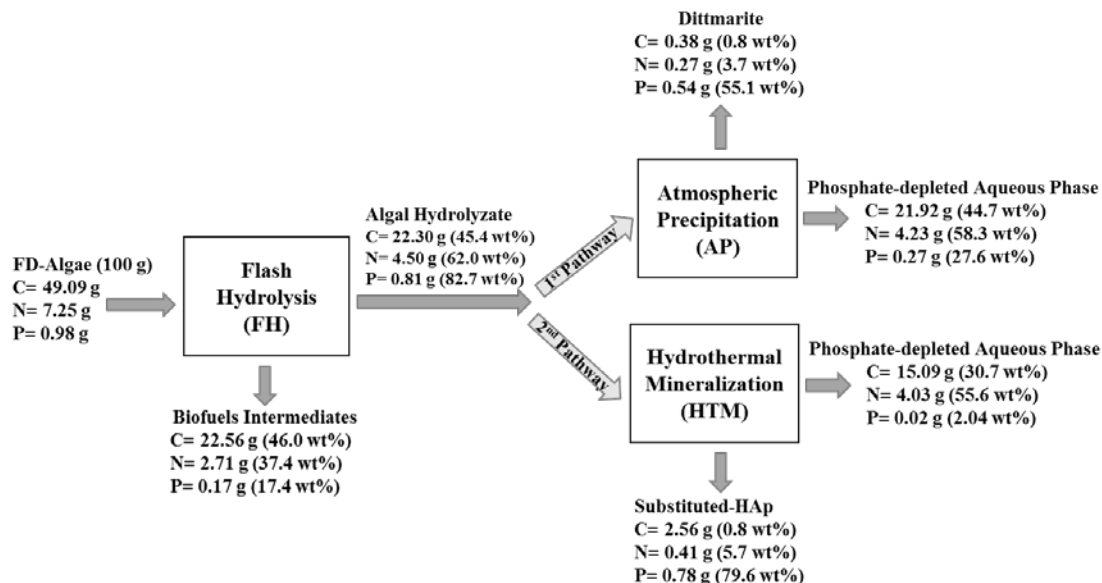 FD-Algae (100 g)
C= 49.09 g
N= 7.25 g
P= 0.98 g
Flash
Hydrolysis
(FH)
Biofuels Intermediates
C= 22.56 g (46.0 wt%)
N= 2.71 g (37.4 wt%)
P= 0.17 g (17.4 wt%)
Algal Hydrolyzate
C= 22.30 g (45.4 wt%)
N= 4.50 g (62.0 wt%)
P= 0.81 g (82.7 wt%)
1st Pathway
Dittmarite
C= 0.38 g (0.8 wt%)
N= 0.27 g (3.7 wt%)
P= 0.54 g (55.1 wt%)
Atmospheric
Precipitation
(AP)
Phosphate-depleted Aqueous Phase
C= 21.92 g (44.7 wt%)
N= 4.23 g (58.3 wt%)
P= 0.27 g (27.6 wt%)
2nd Pathway
Hydrothermal
Mineralization
(HTM)
Phosphate-depleted Aqueous Phase
C= 15.09 g (30.7 wt%)
N= 4.03 g (55.6 wt%)
P= 0.02 g (2.04 wt%)
Substituted-HAp
C= 2.56 g (0.8 wt%)
N= 0.41 g (5.7 wt%)
P= 0.78 g (79.6 wt%)